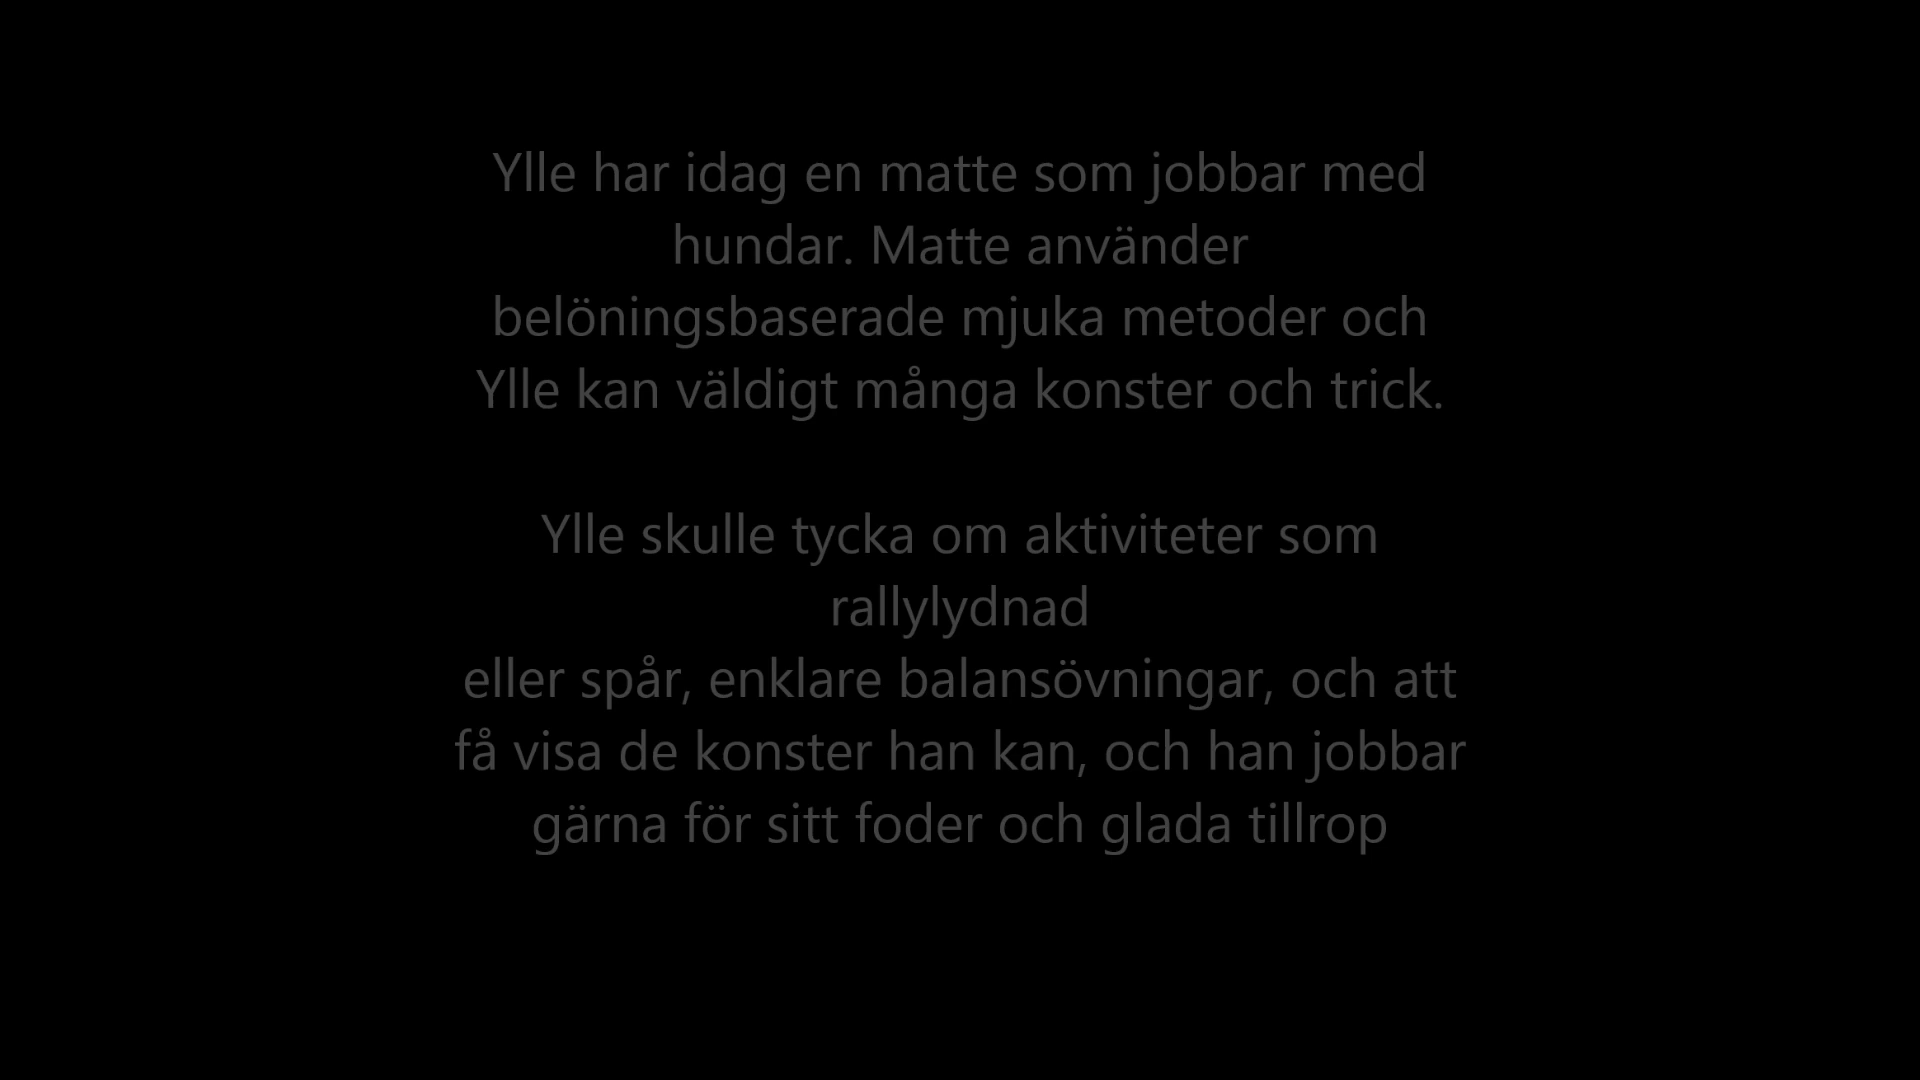 Ylle har idag en matte som jobbar med
hundar. Matte använder
belöningsbaserade mjuka metoder och
Ylle kan väldigt många konster och trick.
Ylle skulle tycka om aktiviteter som
rallylydnad
eller spår, enklare balansövningar, och att
få visa de konster han kan, och han jobbar
gärna för sitt foder och glada tillrop